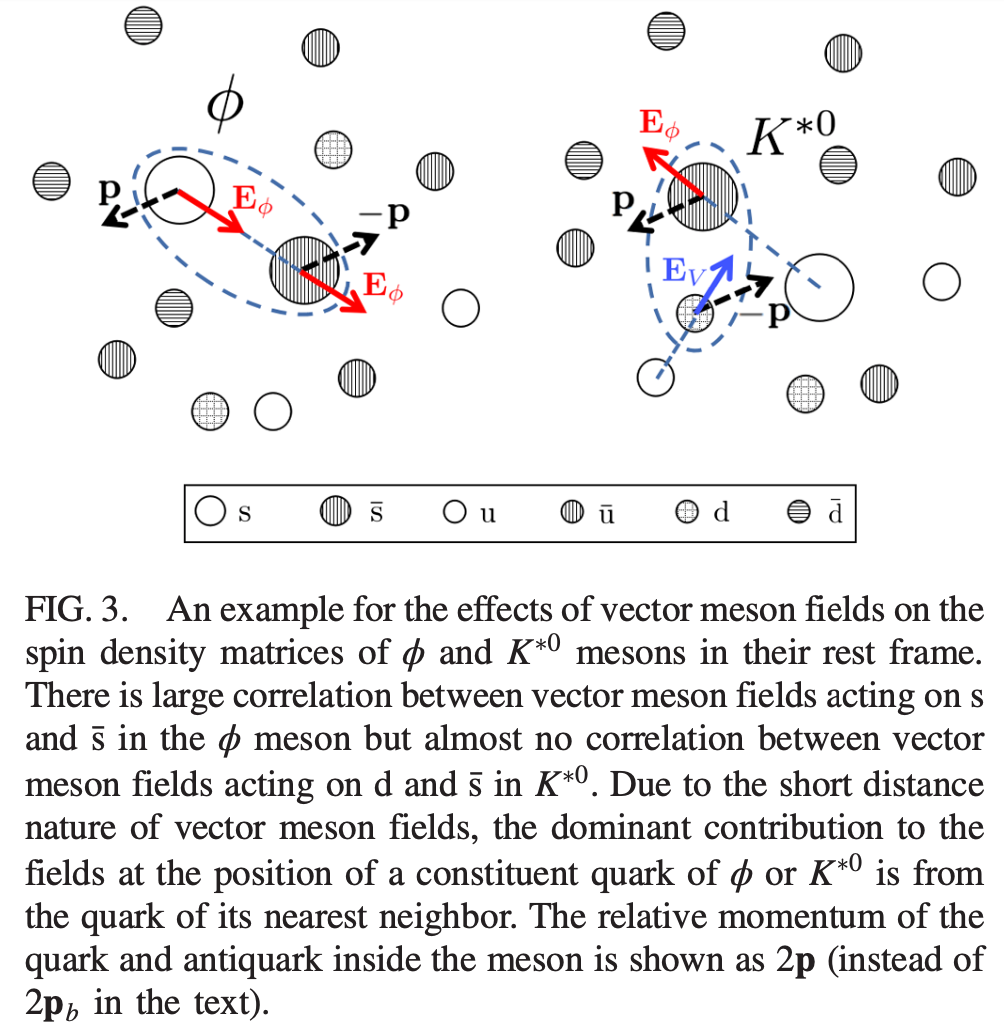 ϕ
K*0
p
E_ϕ
−p
E_ϕ
E_ϕ
p
E_V
−p
s s̄ u ū d d̄
FIG. 3. An example for the effects of vector meson fields on the
spin density matrices of ϕ and K*0 mesons in their rest frame.
There is large correlation between vector meson fields acting on s
and s̄ in the ϕ meson but almost no correlation between vector
meson fields acting on d and s̄ in K*0. Due to the short distance
nature of vector meson fields, the dominant contribution to the
fields at the position of a constituent quark of ϕ or K*0 is from
the quark of its nearest neighbor. The relative momentum of the
quark and antiquark inside the meson is shown as 2p (instead of
2p_b in the text).